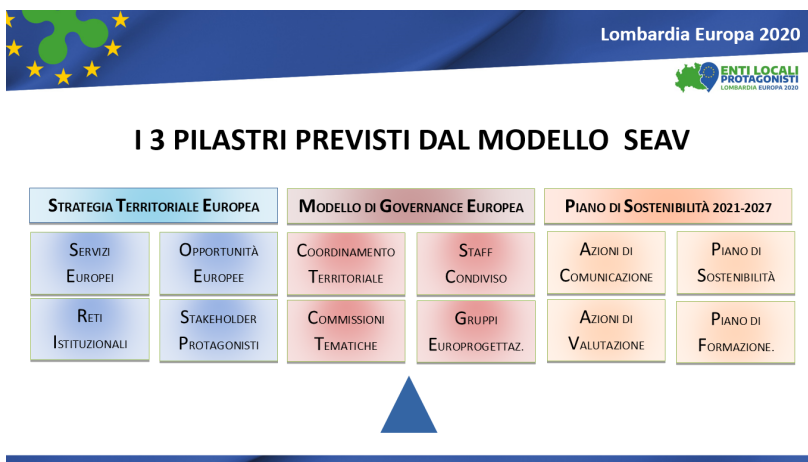 Lombardia Europa 2020
ENTI LOCALI
PROTAGONISTI
LOMBARDIA EUROPA 2020
I 3 PILASTRI PREVISTI DAL MODELLO SEAV
STRATEGIA TERRITORIALE EUROPEA
MODELLO DI GOVERNANCE EUROPEA
PIANO DI SOSTENIBILITÀ 2021-2027
SERVIZI
EUROPEI
OPPORTUNITÀ
EUROPEE
COORDINAMENTO
TERRITORIALE
STAFF
CONDIVISO
AZIONI DI
COMUNICAZIONE
PIANO DI
SOSTENIBILITÀ
RETI
ISTITUZIONALI
STAKEHOLDER
PROTAGONISTI
COMMISSIONI
TEMATICHE
GRUPPI
EUROPROGETTAZ.
AZIONI DI
VALUTAZIONE
PIANO DI
FORMAZIONE.